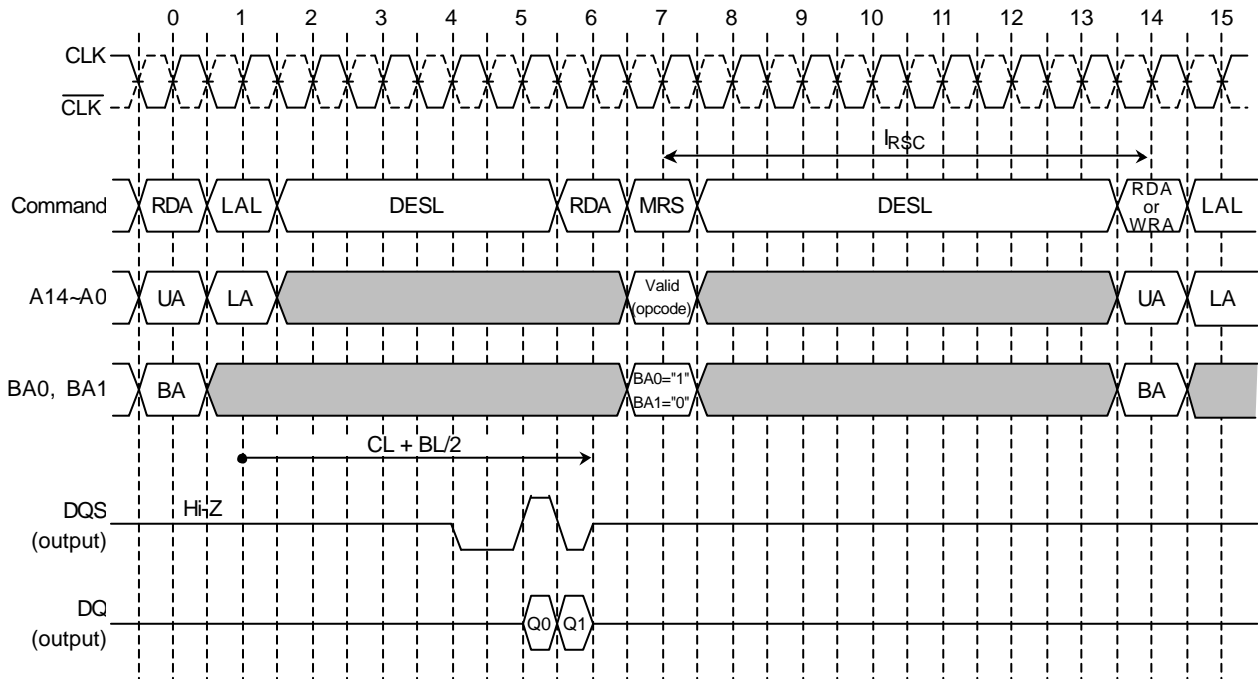 0 1 2 3 4 5 6 7 8 9 10 11 12 13 14 15
CLK
CLK
IRSC
Command RDA LAL DESL RDA MRS DESL RDA or WRA LAL
A14~A0 UA LA Valid (opcode) UA LA
BA0, BA1 BA BA0="1" BA1="0" BA
CL + BL/2
DQS (output) Hi-Z
DQ (output) Q0 Q1